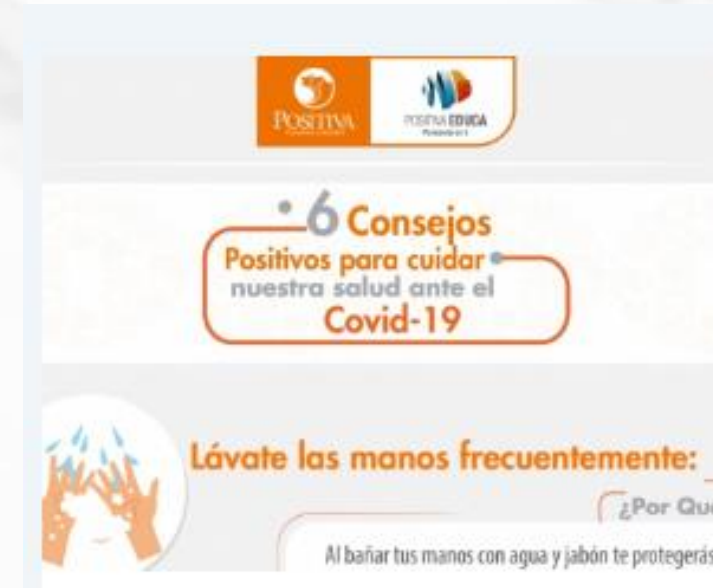 POSITIVA
POSITIVA EDUCA
6 Consejos
Positivos para cuidar
nuestra salud ante el
Covid-19
Lávate las manos frecuentemente:
¿Por Qu
Al bañar tus manos con agua y jabón te protegerás